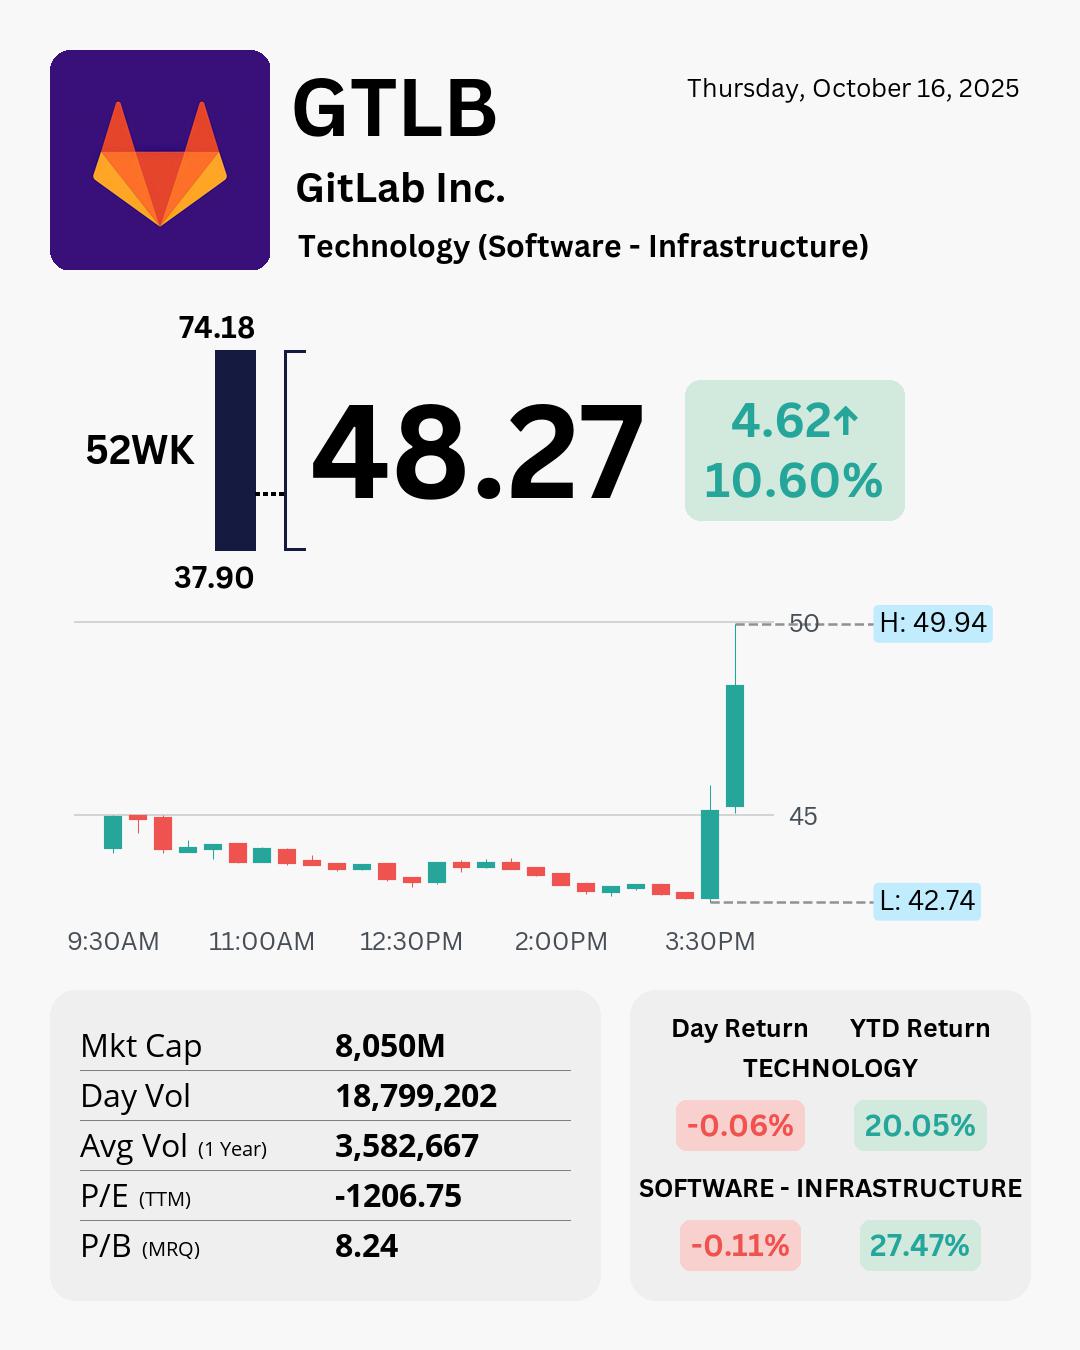 GTLB
Thursday, October 16, 2025
GitLab Inc.
Technology (Software - Infrastructure)
74.18
52WK
48.27
4.62↑
10.60%
37.90
50
H: 49.94
45
L: 42.74
9:30AM 11:00AM 12:30PM 2:00PM 3:30PM
Mkt Cap 8,050M
Day Vol 18,799,202
Avg Vol (1 Year) 3,582,667
P/E (TTM) -1206.75
P/B (MRQ) 8.24
Day Return YTD Return
TECHNOLOGY
-0.06% 20.05%
SOFTWARE - INFRASTRUCTURE
-0.11% 27.47%